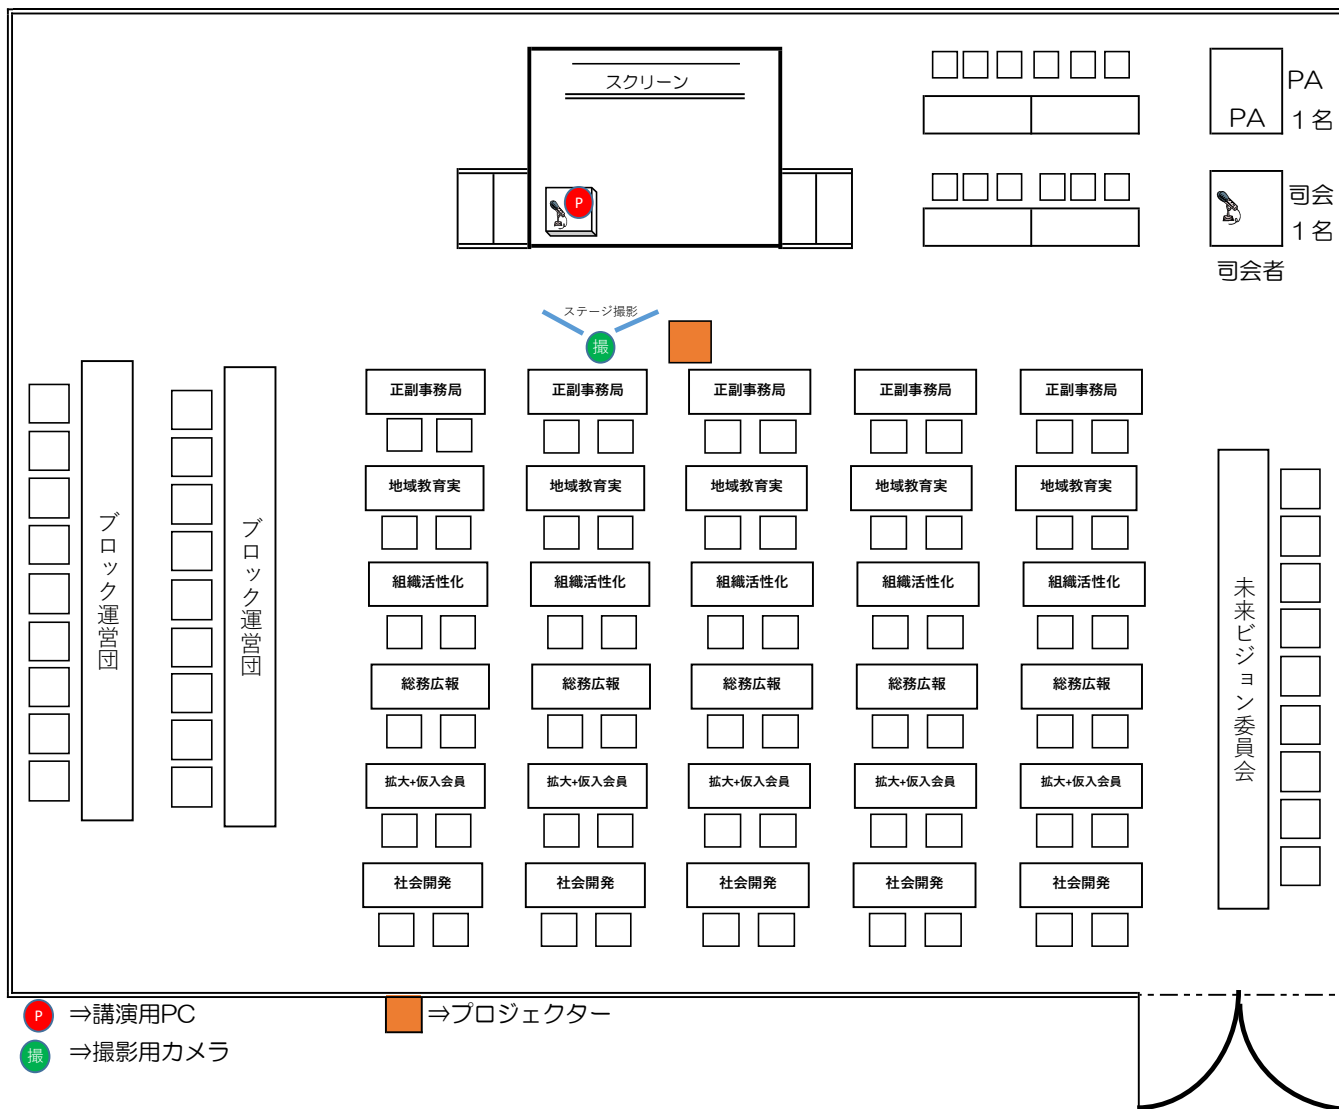 スクリーン
P
PA
PA
１名
司会
１名
司会者
ステージ撮影
撮
正副事務局 正副事務局 正副事務局 正副事務局 正副事務局
地域教育実 地域教育実 地域教育実 地域教育実 地域教育実
組織活性化 組織活性化 組織活性化 組織活性化 組織活性化
総務広報 総務広報 総務広報 総務広報 総務広報
拡大+仮入会員 拡大+仮入会員 拡大+仮入会員 拡大+仮入会員 拡大+仮入会員
社会開発 社会開発 社会開発 社会開発 社会開発
ブロック運営団
ブロック運営団
未来ビジョン委員会
P ⇒講演用PC
⇒プロジェクター
撮 ⇒撮影用カメラ